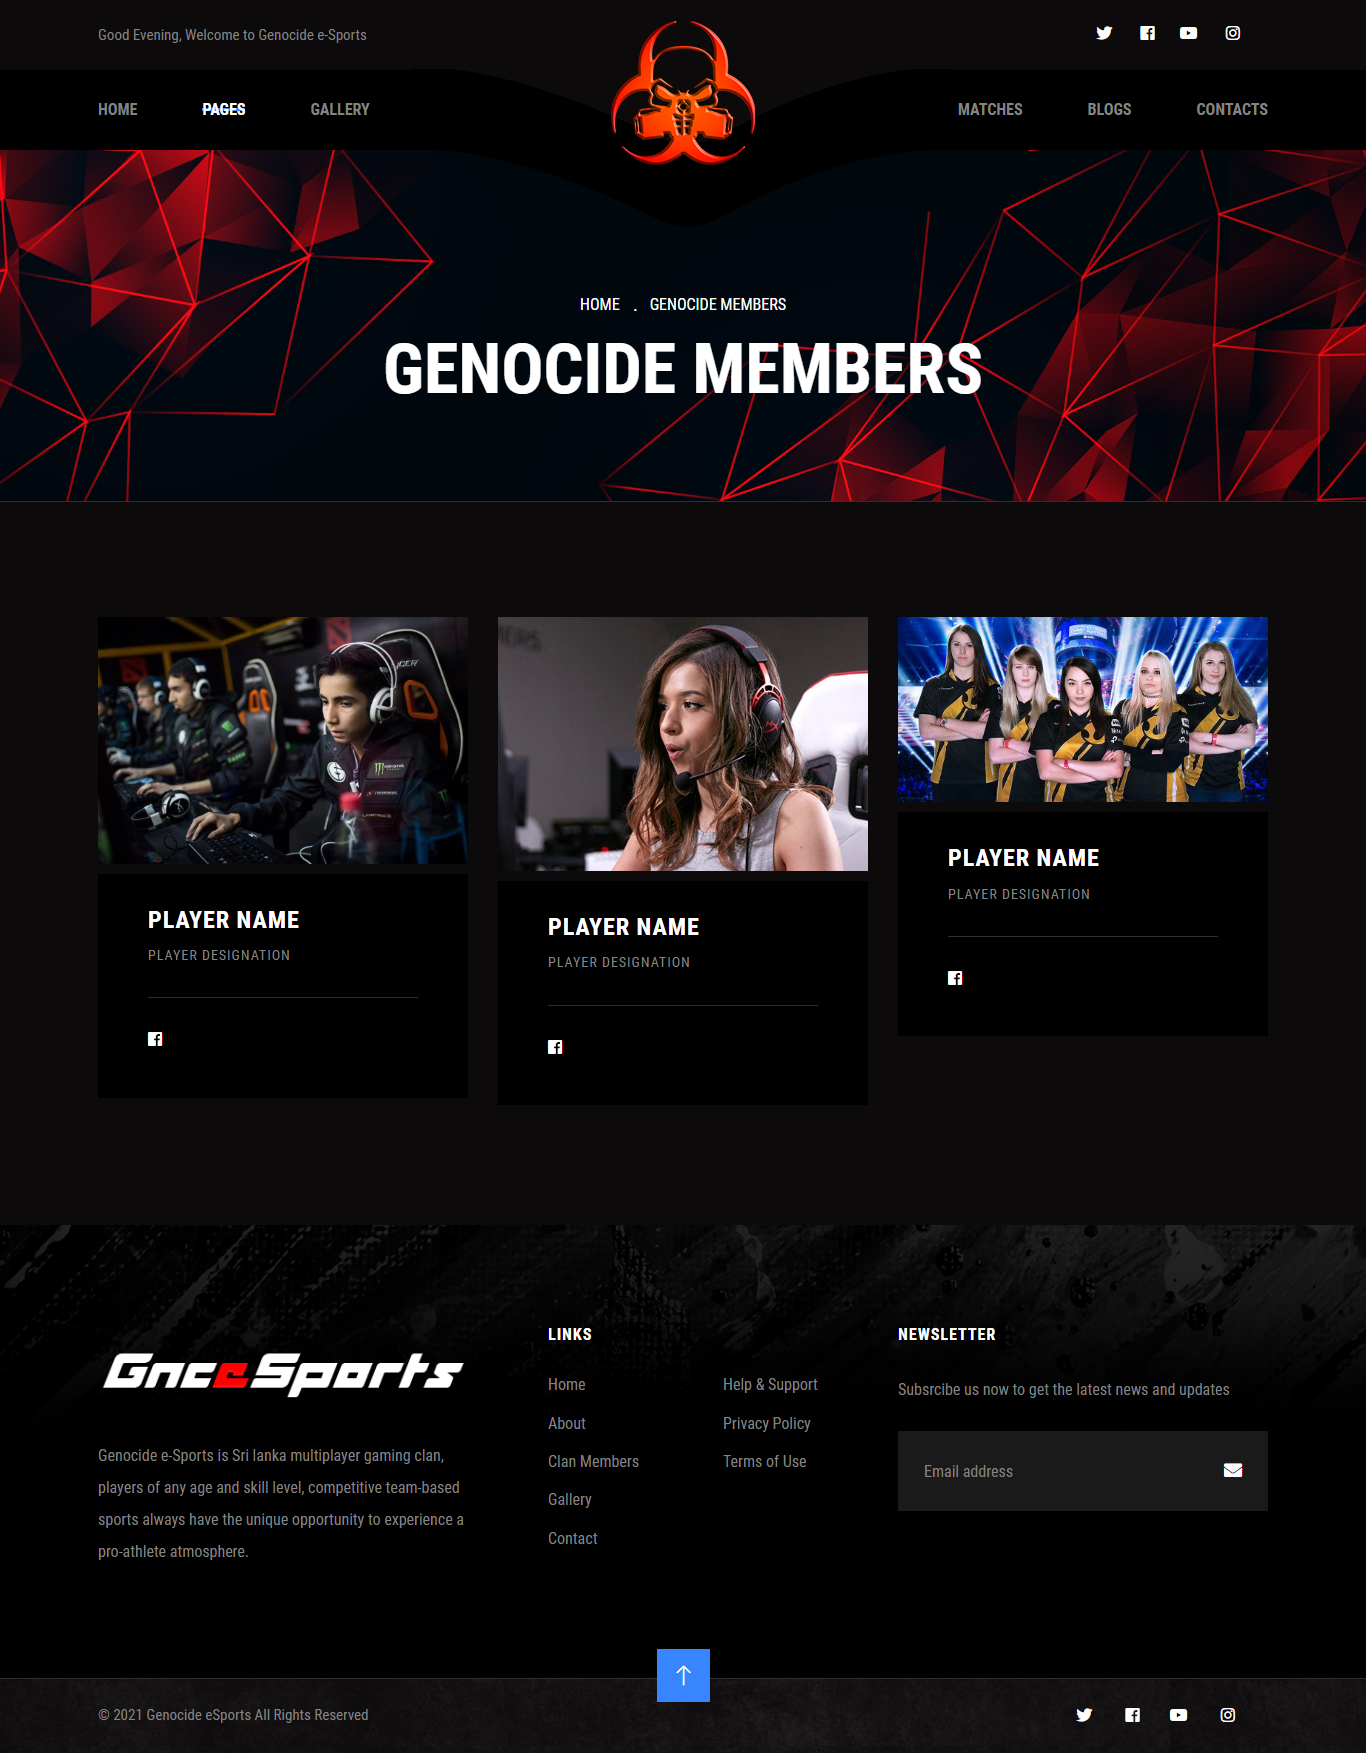 Good Evening, Welcome to Genocide e-Sports
HOME
PAGES
GALLERY
MATCHES
BLOGS
CONTACTS
HOME . GENOCIDE MEMBERS
GENOCIDE MEMBERS
PLAYER NAME
PLAYER DESIGNATION
PLAYER NAME
PLAYER DESIGNATION
PLAYER NAME
PLAYER DESIGNATION
GnceSports
Genocide e-Sports is Sri lanka multiplayer gaming clan,
players of any age and skill level, competitive team-based
sports always have the unique opportunity to experience a
pro-athlete atmosphere.
LINKS
Home
About
Clan Members
Gallery
Contact
Help & Support
Privacy Policy
Terms of Use
NEWSLETTER
Subsrcibe us now to get the latest news and updates
Email address
© 2021 Genocide eSports All Rights Reserved